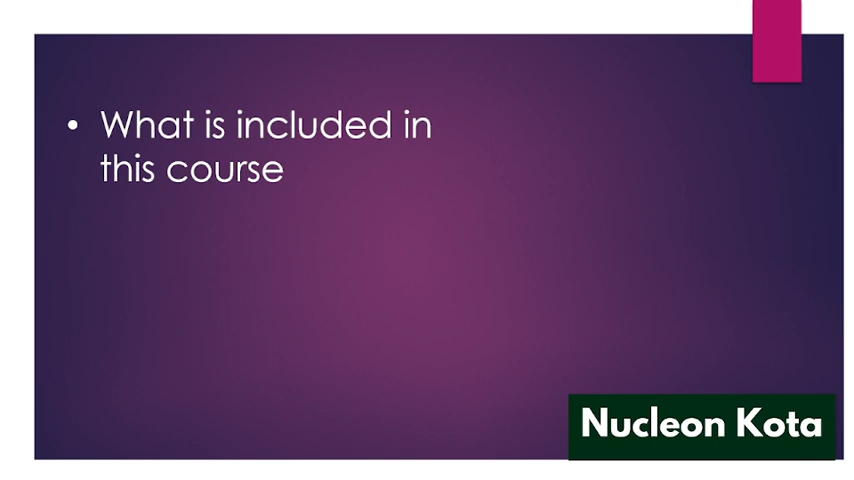 • What is included in
this course
Nucleon Kota